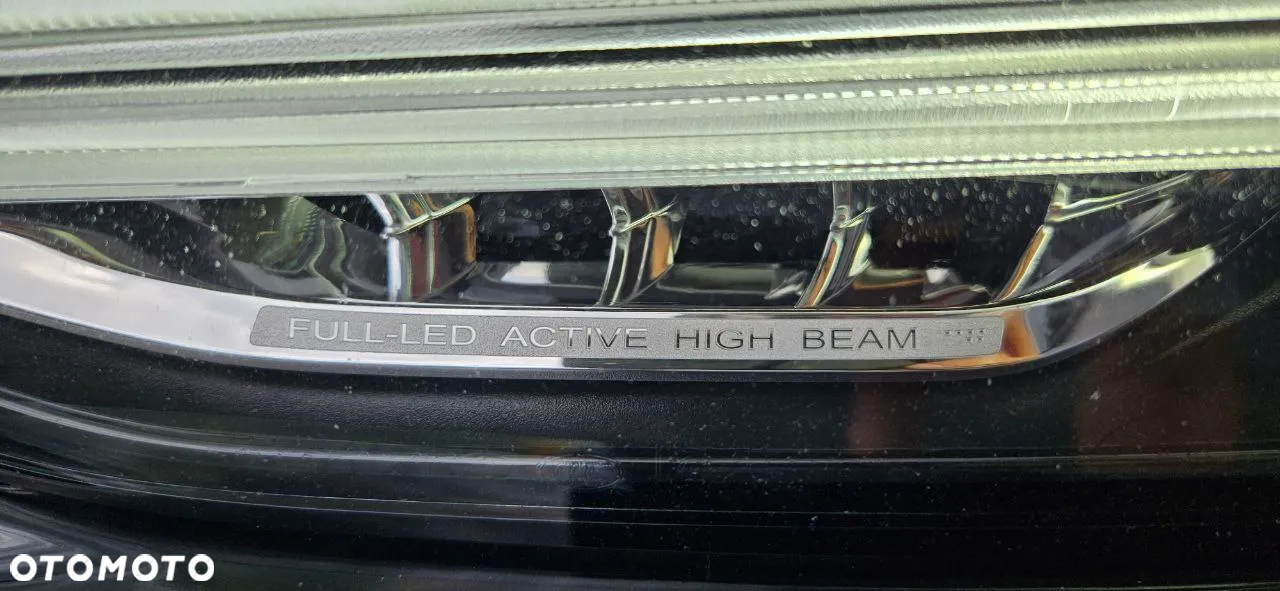 FULL-LED ACTIVE HIGH BEAM
OTOMOTO